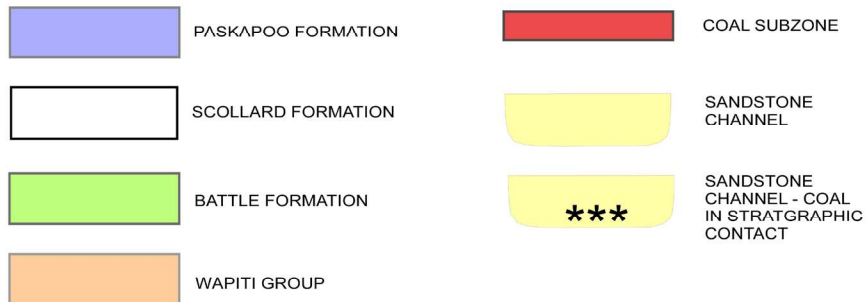 PASKAPOO FORMATION
SCOLLARD FORMATION
BATTLE FORMATION
WAPITI GROUP
COAL SUBZONE
SANDSTONE
CHANNEL
***
SANDSTONE
CHANNEL - COAL
IN STRATGRAPHIC
CONTACT